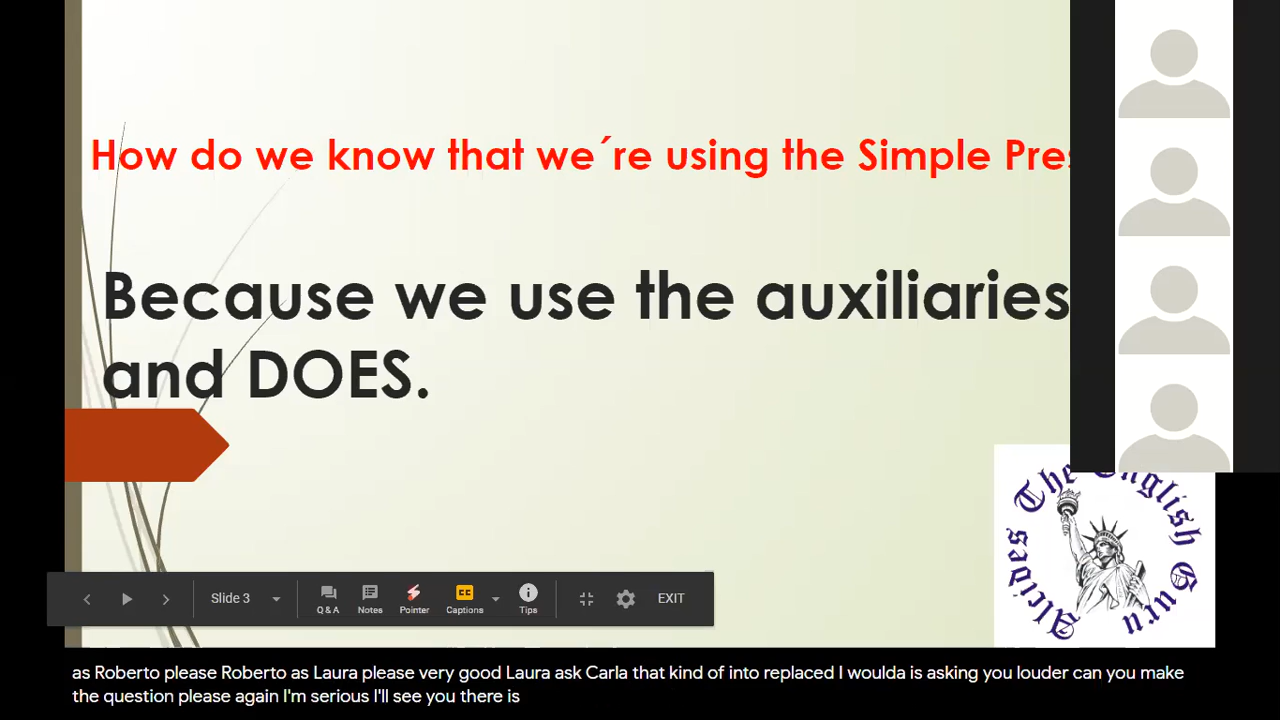 How do we know that we´re using the Simple Pres
Because we use the auxiliaries
and DOES.
The English Guru Alcides
Slide 3
Q & A
Notes
Pointer
CC
Captions
Tips
EXIT
as Roberto please Roberto as Laura please very good Laura ask Carla that kind of into replaced I woulda is asking you louder can you make
the question please again I'm serious I'll see you there is